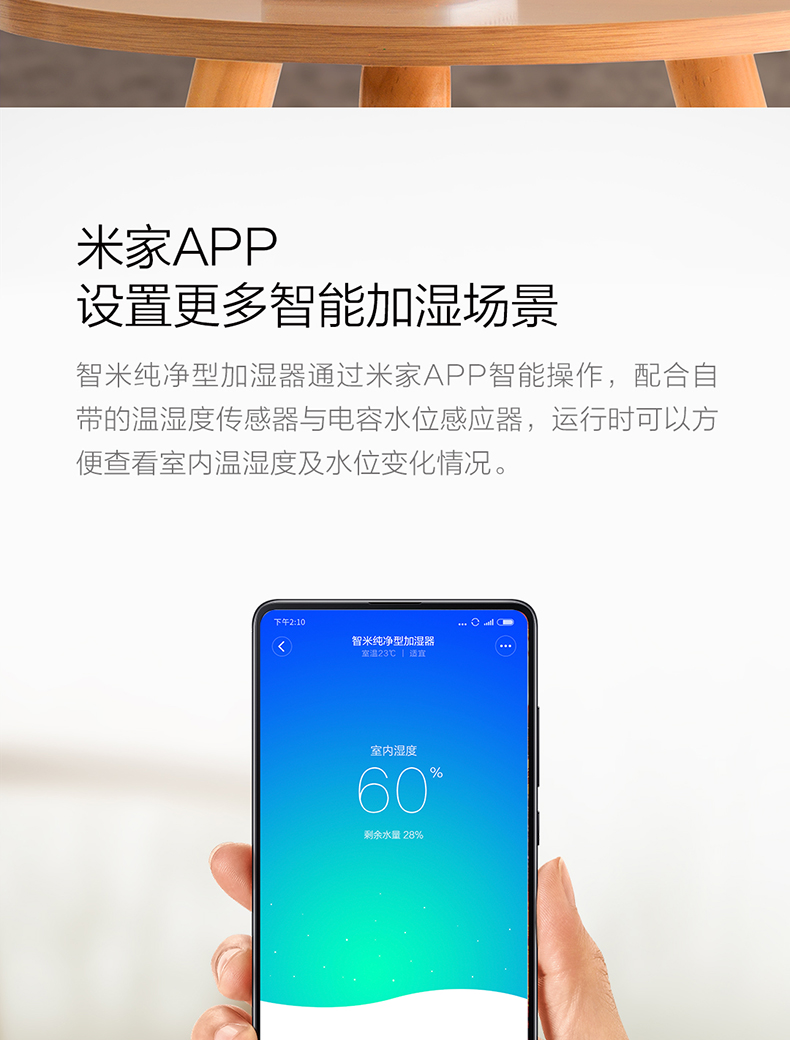 米家APP
设置更多智能加湿场景
智米纯净型加湿器通过米家APP智能操作，配合自
带的温湿度传感器与电容水位感应器，运行时可以方
便查看室内温湿度及水位变化情况。
下午2:10
智米纯净型加湿器
室温23℃ | 适宜
室内湿度
60%
剩余水量 28%